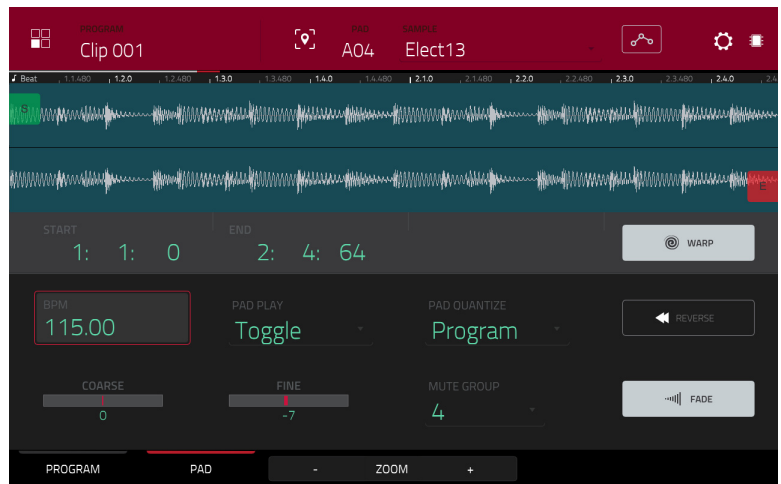 PROGRAM PAD SAMPLE
Clip 001 A04 Elect13
Beat 1.1.480 1.2.0 1.2.480 1.3.0 1.3.480 1.4.0 1.4.480 2.1.0 2.1.480 2.2.0 2.2.480 2.3.0 2.3.480 2.4.0 2.4
S
E
START END
1: 1: 0 2: 4: 64
WARP
BPM PAD PLAY PAD QUANTIZE
115.00 Toggle Program
REVERSE
COARSE FINE MUTE GROUP
0 -7 4
FADE
PROGRAM PAD - ZOOM +